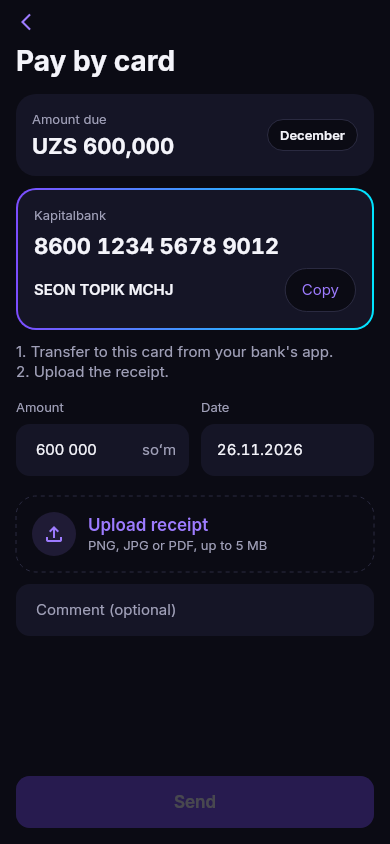 Pay by card
Amount due
UZS 600,000
December
Kapitalbank
8600 1234 5678 9012
SEON TOPIK MCHJ
Copy
1. Transfer to this card from your bank's app.
2. Upload the receipt.
Amount
Date
600 000
soʻm
26.11.2026
Upload receipt
PNG, JPG or PDF, up to 5 MB
Comment (optional)
Send